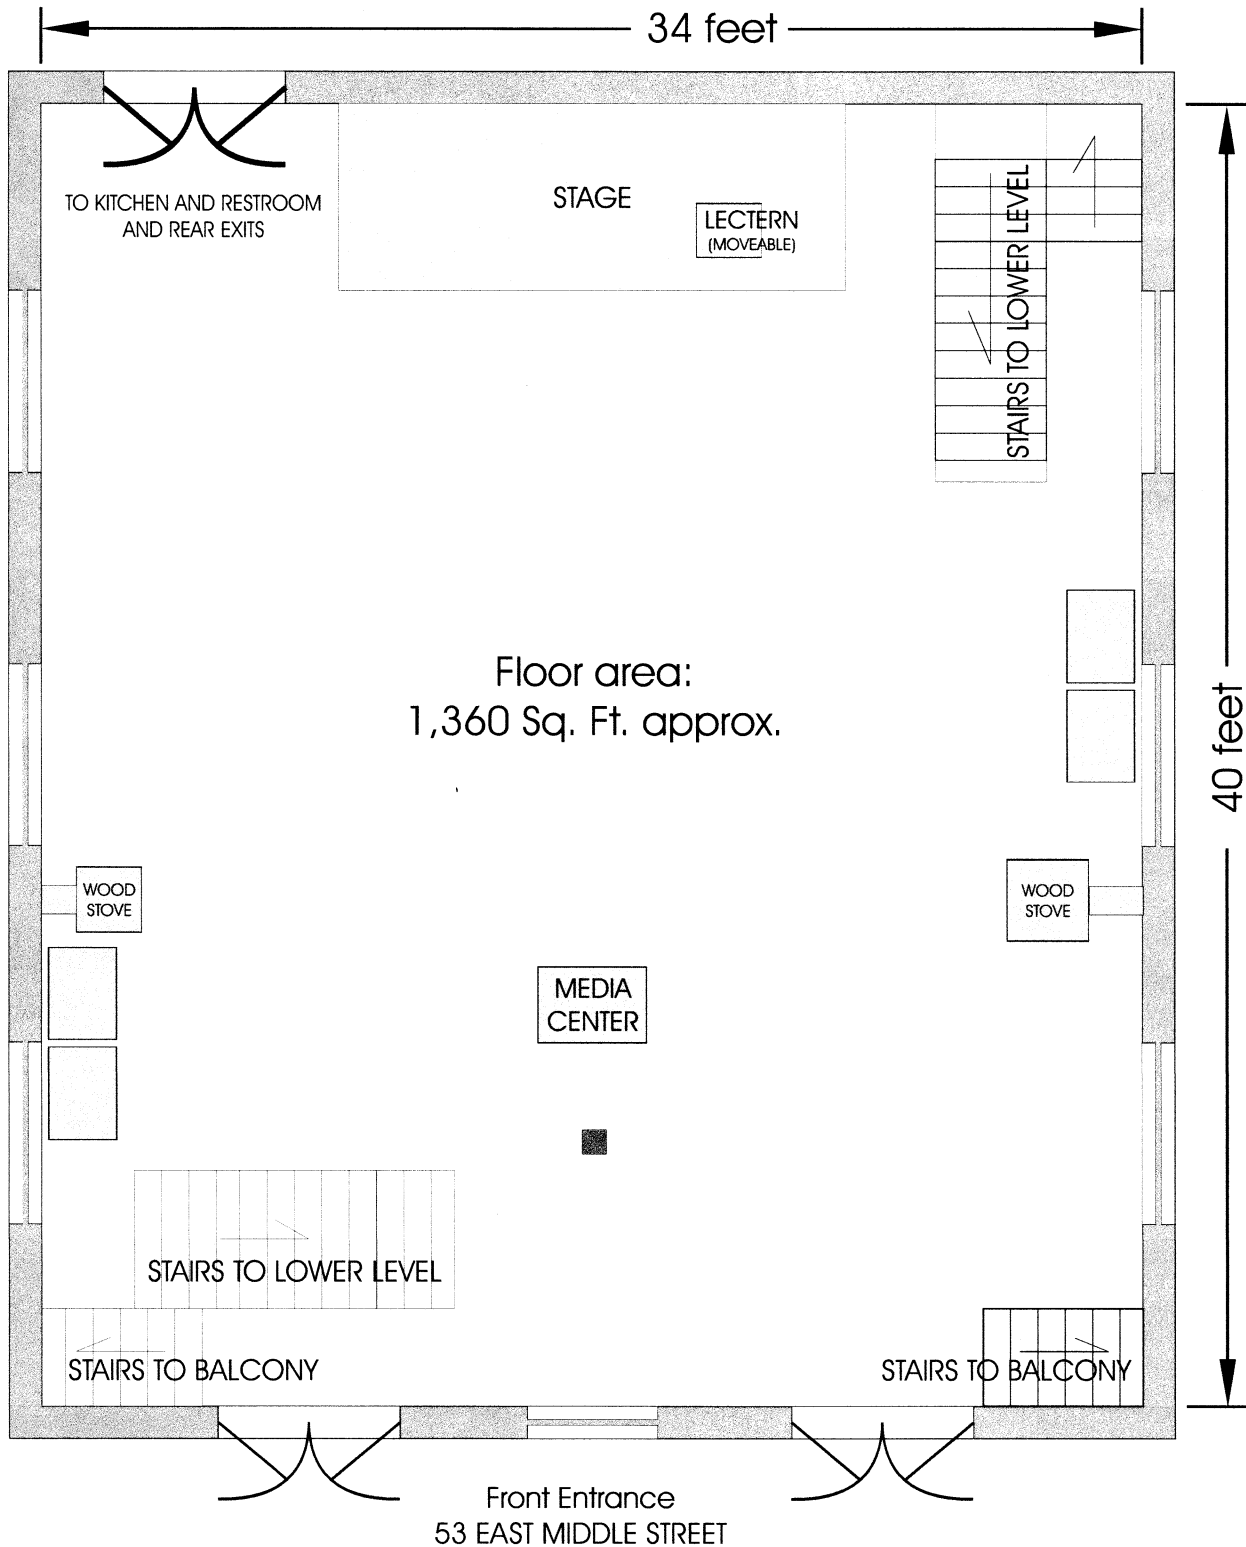 34 feet
TO KITCHEN AND RESTROOM
AND REAR EXITS
STAGE
LECTERN
(MOVEABLE)
STAIRS TO LOWER LEVEL
Floor area:
1,360 Sq. Ft. approx.
40 feet
WOOD
STOVE
WOOD
STOVE
MEDIA
CENTER
STAIRS TO LOWER LEVEL
STAIRS TO BALCONY
STAIRS TO BALCONY
Front Entrance
53 EAST MIDDLE STREET